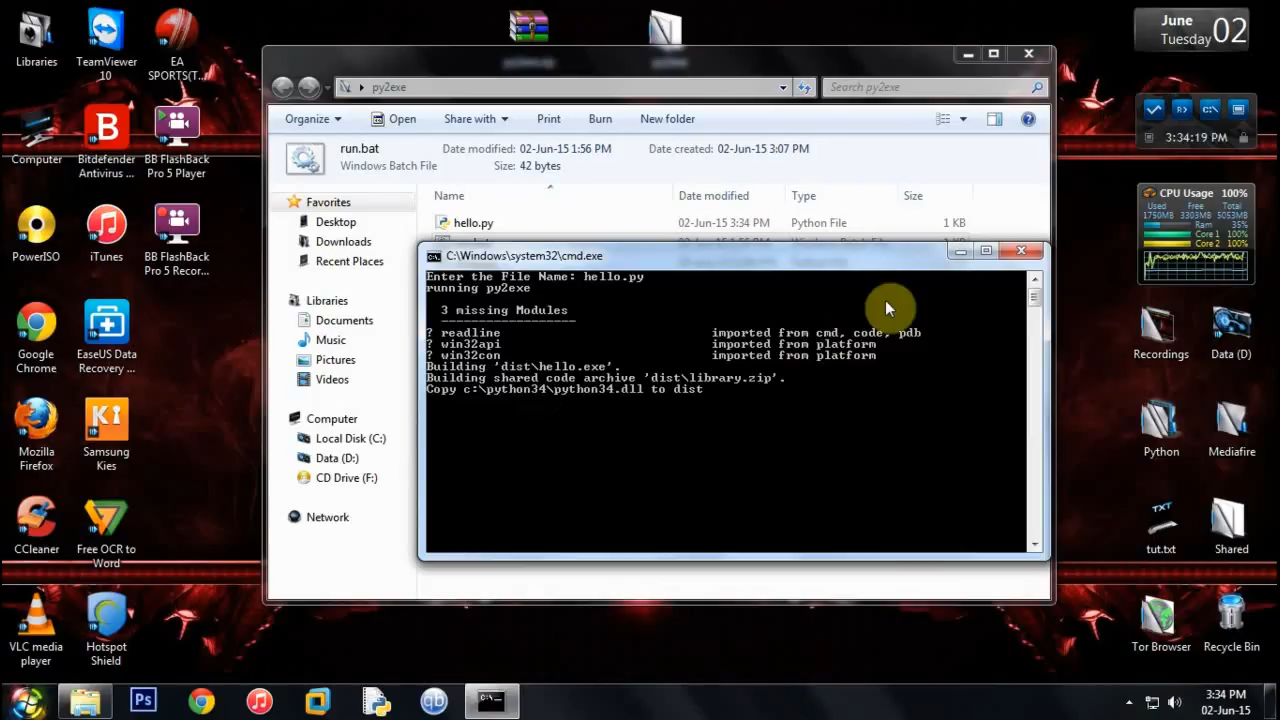 Libraries
TeamViewer
10
EA
SPORTS(T...
Computer
Bitdefender
Antivirus ...
BB FlashBack
Pro 5 Player
PowerISO
iTunes
BB FlashBack
Pro 5 Recor...
Google
Chrome
EaseUS Data
Recovery ...
Mozilla
Firefox
Samsung
Kies
CCleaner
Free OCR to
Word
VLC media
player
Hotspot
Shield
py2exe
Search py2exe
Organize
Open
Share with
Print
Burn
New folder
run.bat
Date modified: 02-Jun-15 1:56 PM
Date created: 02-Jun-15 3:07 PM
Windows Batch File
Size: 42 bytes
Favorites
Desktop
Downloads
Recent Places
Libraries
Documents
Music
Pictures
Videos
Computer
Local Disk (C:)
Data (D:)
CD Drive (F:)
Network
Name
Date modified
Type
Size
hello.py
02-Jun-15 3:34 PM
Python File
1 KB
C:\Windows\system32\cmd.exe
Enter the File Name: hello.py
running py2exe
3 missing Modules
------------------
? readline imported from cmd, code, pdb
? win32api imported from platform
? win32con imported from platform
Building 'dist\hello.exe'.
Building shared code archive 'dist\library.zip'.
Copy c:\python34\python34.dll to dist
June
Tuesday
02
3:34:19 PM
CPU Usage 100%
Used Free Total
1750MB 3303MB 5053MB
Ram 35%
Core 1 100%
Core 2 100%
Recordings
Data (D)
Python
Mediafire
TXT
tut.txt
Shared
Tor Browser
Recycle Bin
Ps
qb
3:34 PM
02-Jun-15